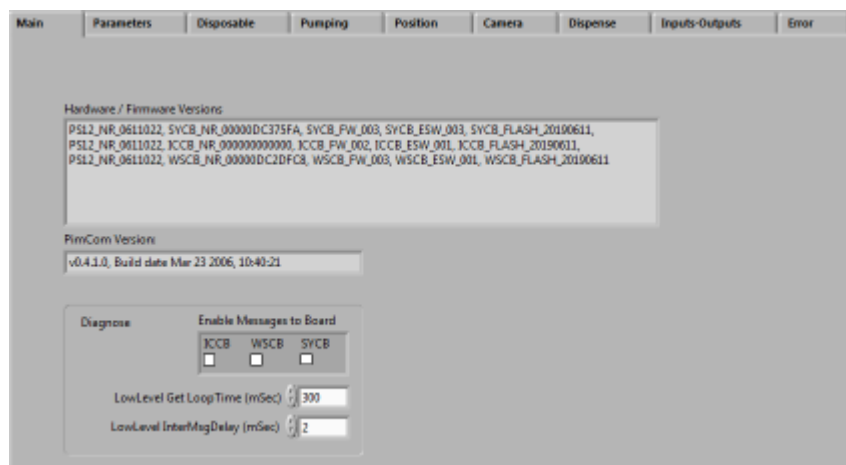 Main Parameters Disposable Pumping Position Camera Dispense Inputs-Outputs Error
Hardware / Firmware Versions
PS12_NR_0611022, SYCB_NR_00000DC375FA, SYCB_FW_003, SYCB_ESW_003, SYCB_FLASH_20190611,
PS12_NR_0611022, ICCB_NR_000000000000, ICCB_FW_002, ICCB_ESW_001, ICCB_FLASH_20190611,
PS12_NR_0611022, WSCB_NR_00000DC2DFC8, WSCB_FW_003, WSCB_ESW_001, WSCB_FLASH_20190611
PimCom Version:
v0.4.1.0, Build date Mar 23 2006, 10:40:21
Diagnose Enable Messages to Board
ICCB WSCB SYCB
LowLevel Get LoopTime (mSec) 300
LowLevel InterMsgDelay (mSec) 2